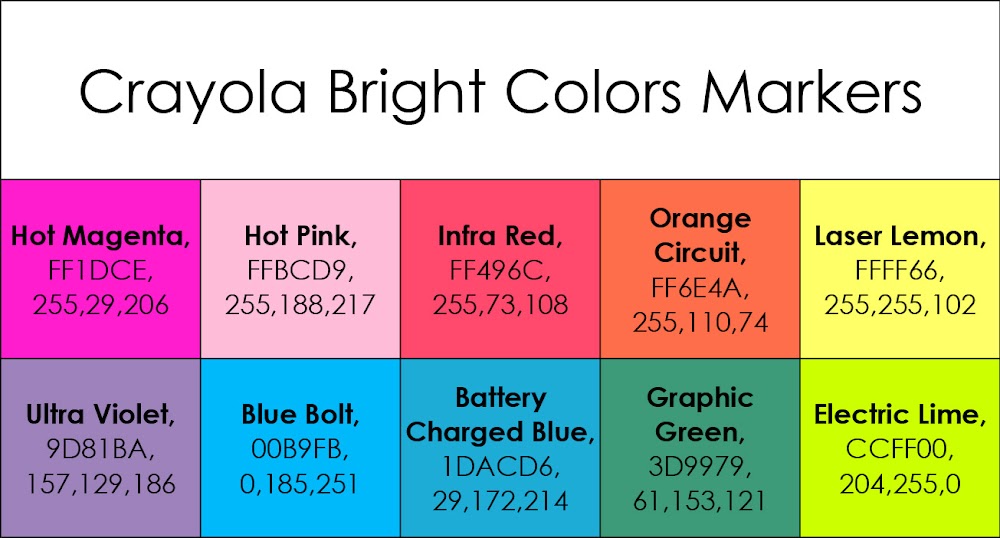 Crayola Bright Colors Markers
Hot Magenta,
FF1DCE,
255,29,206
Hot Pink,
FFBCD9,
255,188,217
Infra Red,
FF496C,
255,73,108
Orange
Circuit,
FF6E4A,
255,110,74
Laser Lemon,
FFFF66,
255,255,102
Ultra Violet,
9D81BA,
157,129,186
Blue Bolt,
00B9FB,
0,185,251
Battery
Charged Blue,
1DACD6,
29,172,214
Graphic
Green,
3D9979,
61,153,121
Electric Lime,
CCFF00,
204,255,0